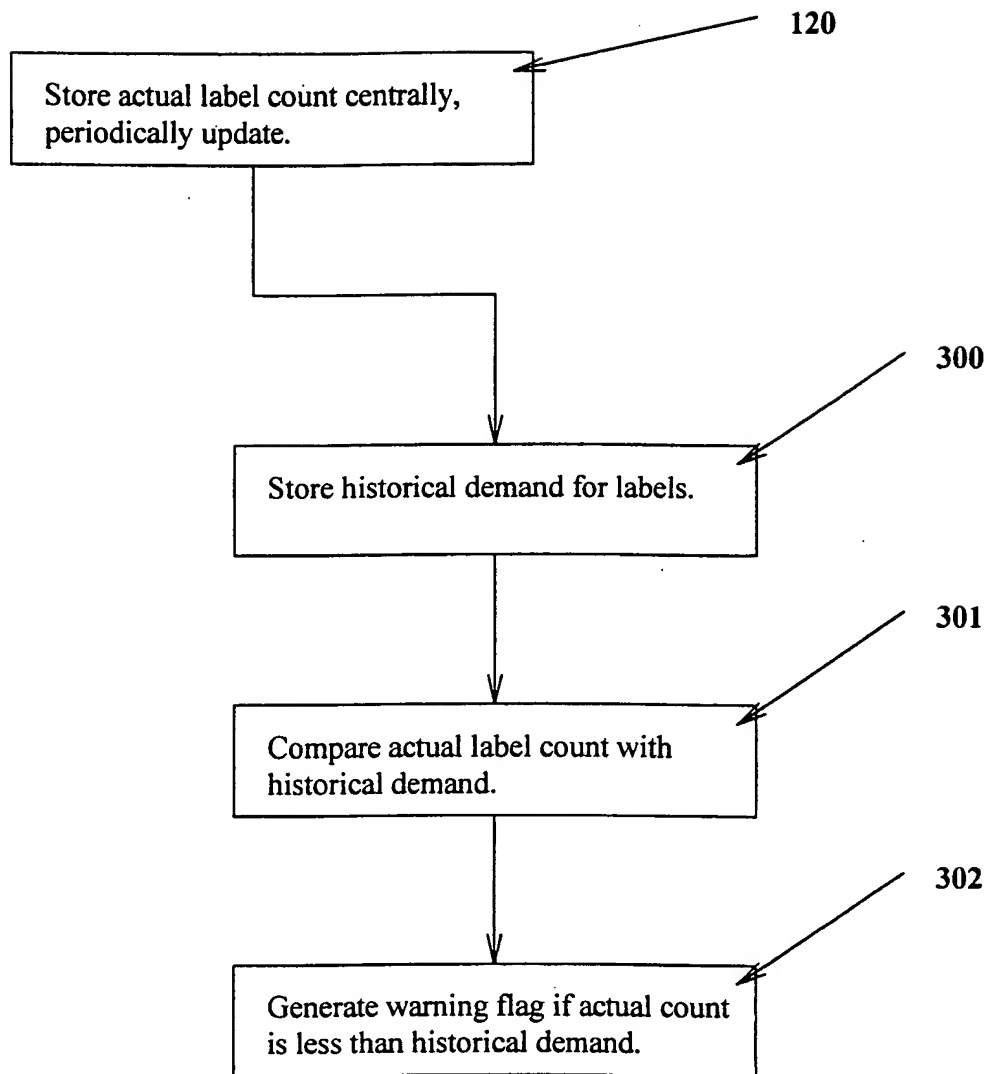 120
Store actual label count centrally,
periodically update.
300
Store historical demand for labels.
301
Compare actual label count with
historical demand.
302
Generate warning flag if actual count
is less than historical demand.